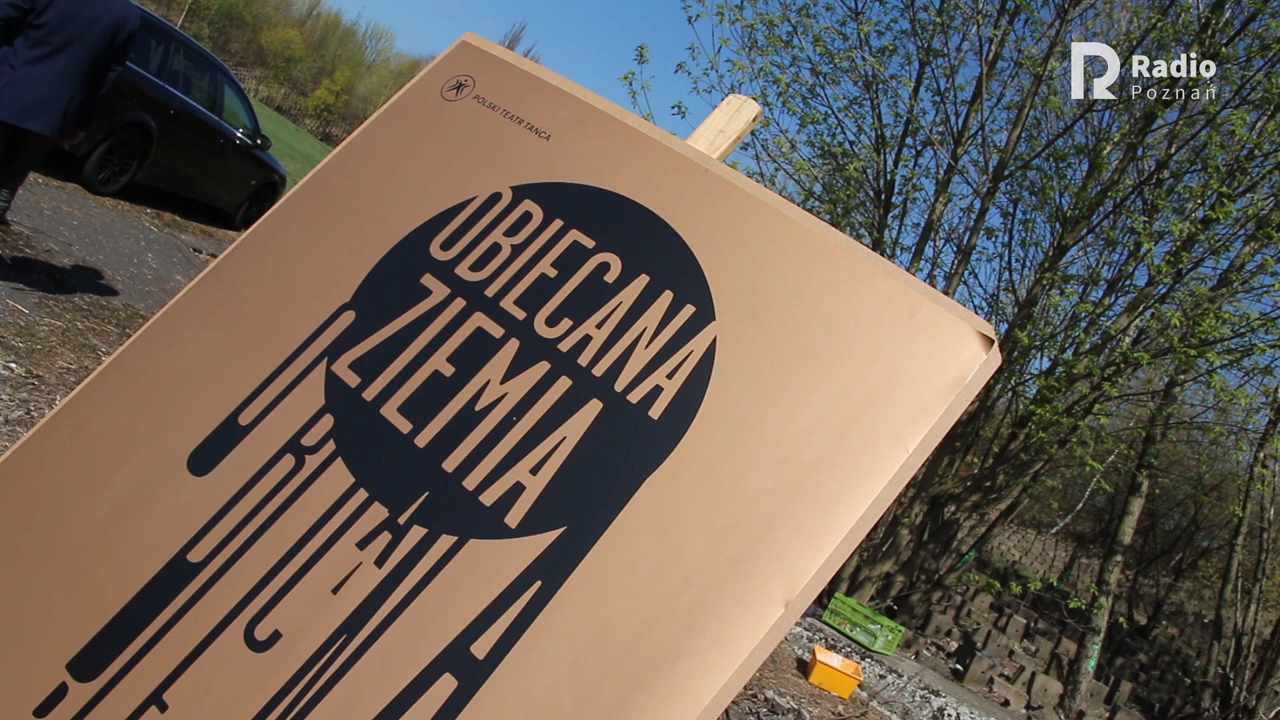 POLSKI TEATR TAŃCA
OBIECANA
ZIEMIA
Radio
Poznań